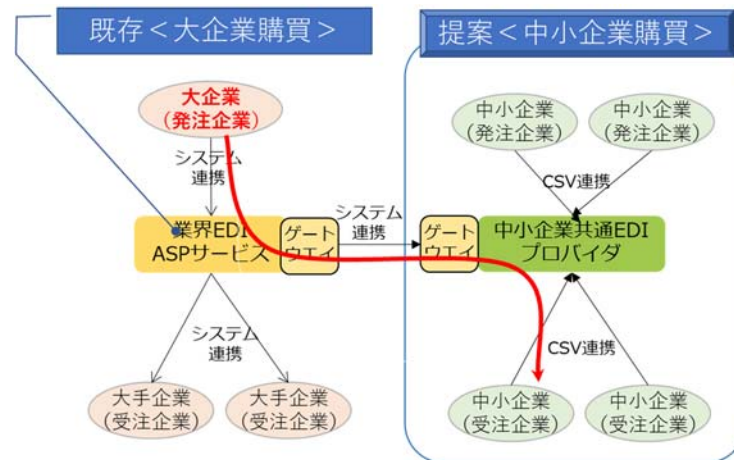 既存＜大企業購買＞
提案＜中小企業購買＞
大企業
(発注企業)
システム
連携
中小企業
(発注企業)
中小企業
(発注企業)
CSV連携
業界EDI
ASPサービス
ゲート
ウエイ
システム
連携
ゲート
ウエイ
中小企業共通EDI
プロバイダ
システム
連携
CSV連携
大手企業
(受注企業)
大手企業
(受注企業)
中小企業
(受注企業)
中小企業
(受注企業)